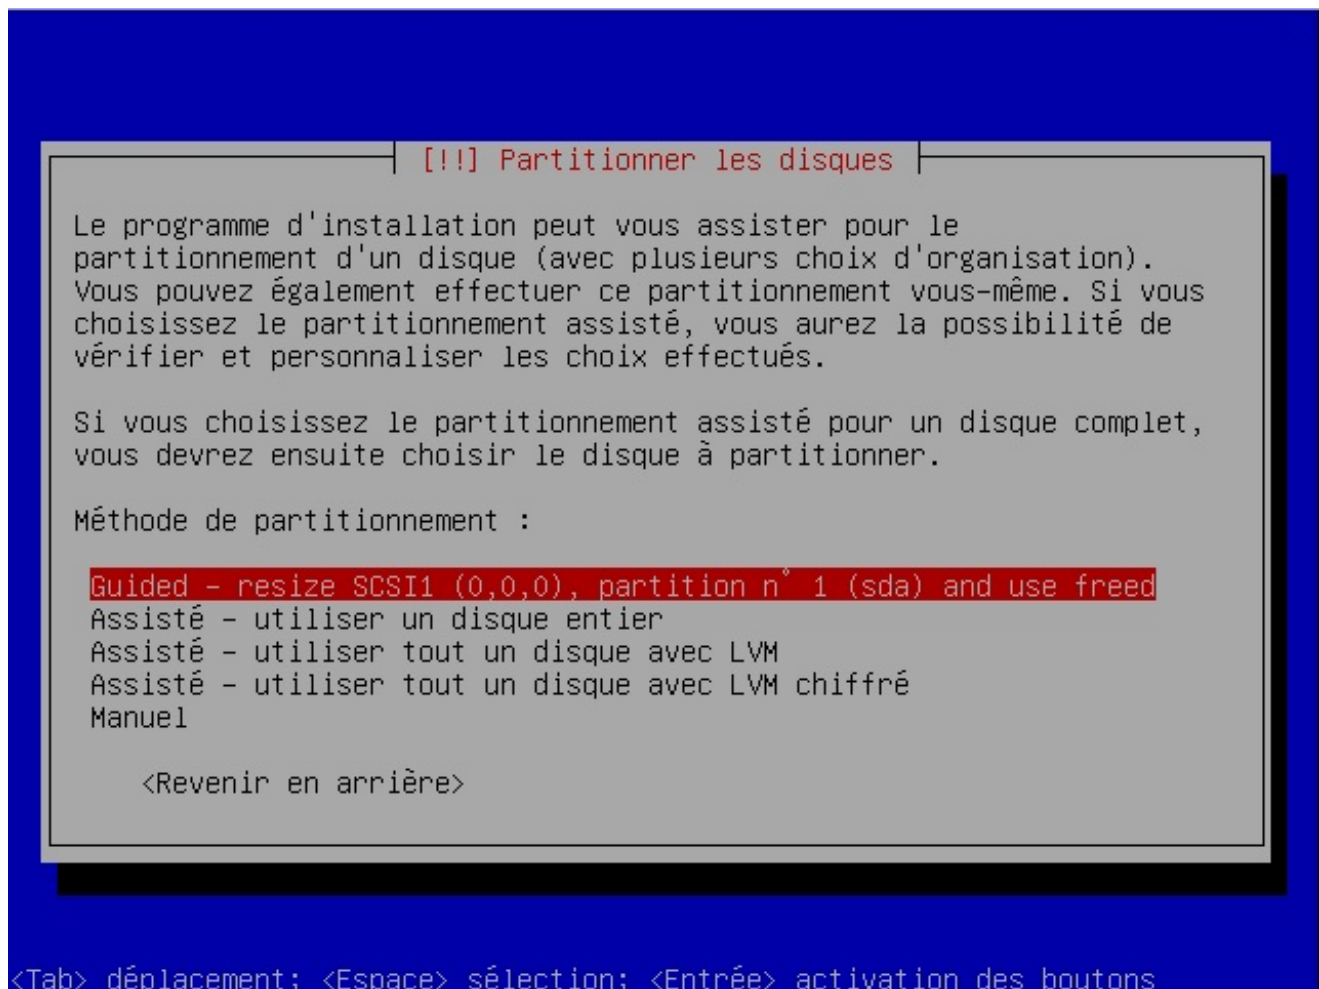 [!!] Partitionner les disques
Le programme d'installation peut vous assister pour le
partitionnement d'un disque (avec plusieurs choix d'organisation).
Vous pouvez également effectuer ce partitionnement vous-même. Si vous
choisissez le partitionnement assisté, vous aurez la possibilité de
vérifier et personnaliser les choix effectués.
Si vous choisissez le partitionnement assisté pour un disque complet,
vous devrez ensuite choisir le disque à partitionner.
Méthode de partitionnement :
Guided - resize SCSI1 (0,0,0), partition n° 1 (sda) and use freed
Assisté - utiliser un disque entier
Assisté - utiliser tout un disque avec LVM
Assisté - utiliser tout un disque avec LVM chiffré
Manuel
<Revenir en arrière>
<Tab> déplacement; <Espace> sélection; <Entrée> activation des boutons